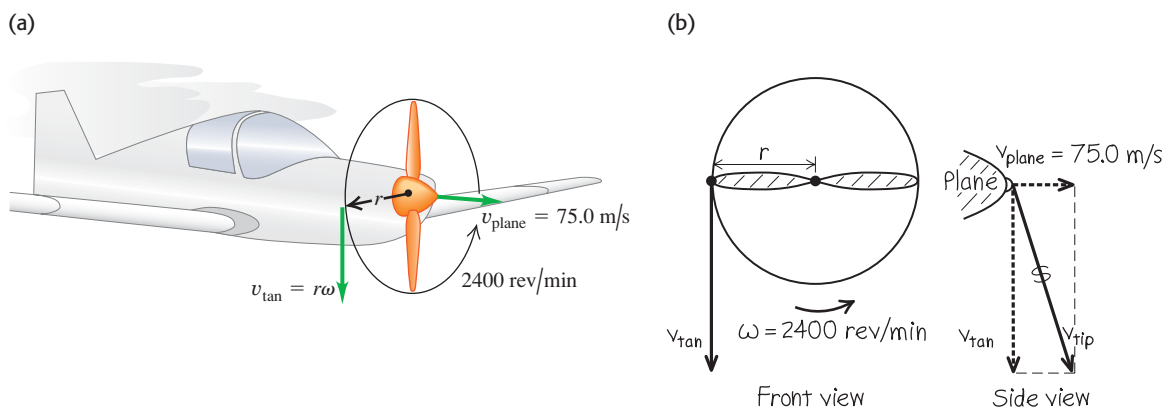 (a)
r
v_plane = 75.0 m/s
2400 rev/min
v_tan = rω
(b)
r
v_tan
ω = 2400 rev/min
Front view
v_plane = 75.0 m/s
Plane
S
v_tan
v_tip
Side view